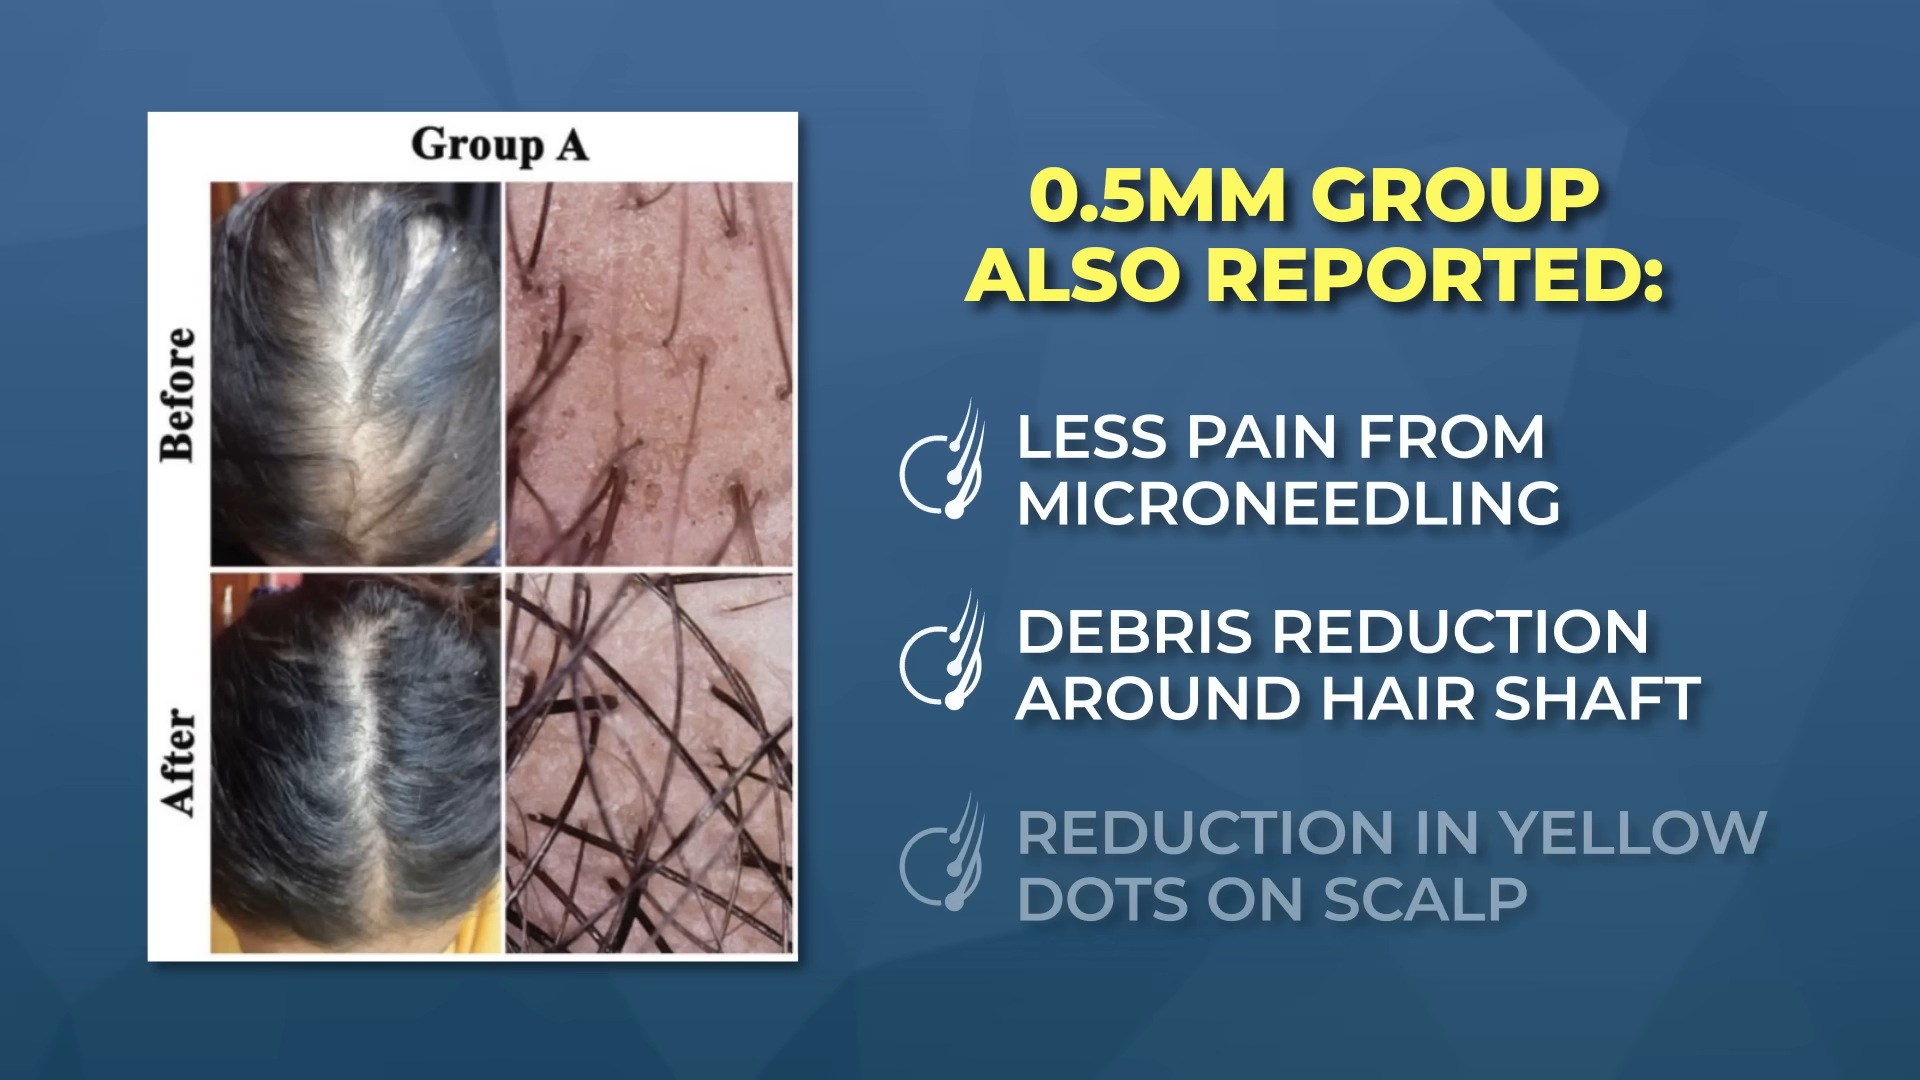 Group A
Before
After
0.5MM GROUP
ALSO REPORTED:
LESS PAIN FROM
MICRONEEDLING
DEBRIS REDUCTION
AROUND HAIR SHAFT
REDUCTION IN YELLOW
DOTS ON SCALP